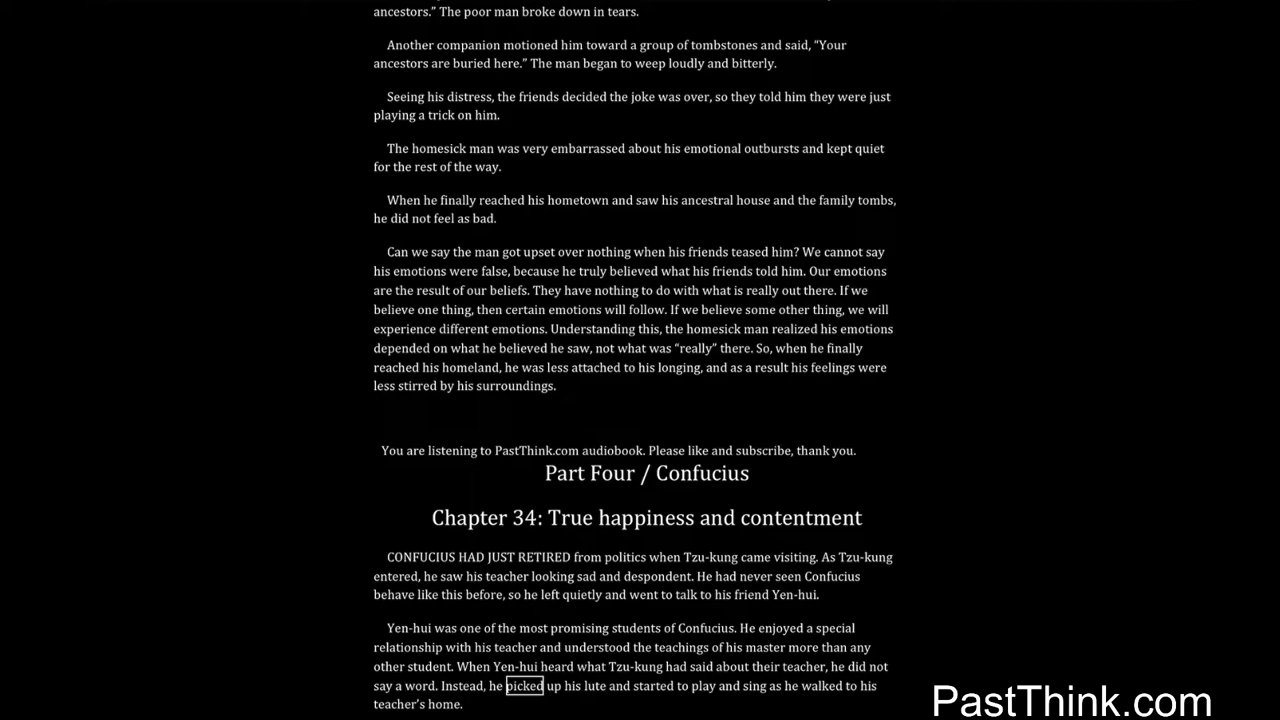 ancestors.” The poor man broke down in tears.
Another companion motioned him toward a group of tombstones and said, “Your
ancestors are buried here.” The man began to weep loudly and bitterly.
Seeing his distress, the friends decided the joke was over, so they told him they were just
playing a trick on him.
The homesick man was very embarrassed about his emotional outbursts and kept quiet
for the rest of the way.
When he finally reached his hometown and saw his ancestral house and the family tombs,
he did not feel as bad.
Can we say the man got upset over nothing when his friends teased him? We cannot say
his emotions were false, because he truly believed what his friends told him. Our emotions
are the result of our beliefs. They have nothing to do with what is really out there. If we
believe one thing, then certain emotions will follow. If we believe some other thing, we will
experience different emotions. Understanding this, the homesick man realized his emotions
depended on what he believed he saw, not what was “really” there. So, when he finally
reached his homeland, he was less attached to his longing, and as a result his feelings were
less stirred by his surroundings.
You are listening to PastThink.com audiobook. Please like and subscribe, thank you.
Part Four / Confucius
Chapter 34: True happiness and contentment
CONFUCIUS HAD JUST RETIRED from politics when Tzu-kung came visiting. As Tzu-kung
entered, he saw his teacher looking sad and despondent. He had never seen Confucius
behave like this before, so he left quietly and went to talk to his friend Yen-hui.
Yen-hui was one of the most promising students of Confucius. He enjoyed a special
relationship with his teacher and understood the teachings of his master more than any
other student. When Yen-hui heard what Tzu-kung had said about their teacher, he did not
say a word. Instead, he picked up his lute and started to play and sing as he walked to his
teacher’s home.
PastThink.com